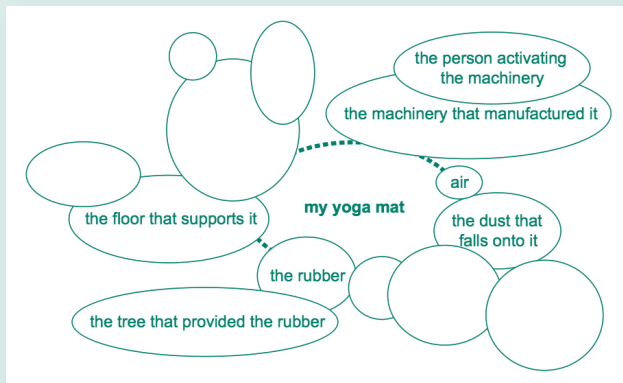 the person activating
the machinery
the machinery that manufactured it
air
my yoga mat
the floor that supports it
the dust that
falls onto it
the rubber
the tree that provided the rubber